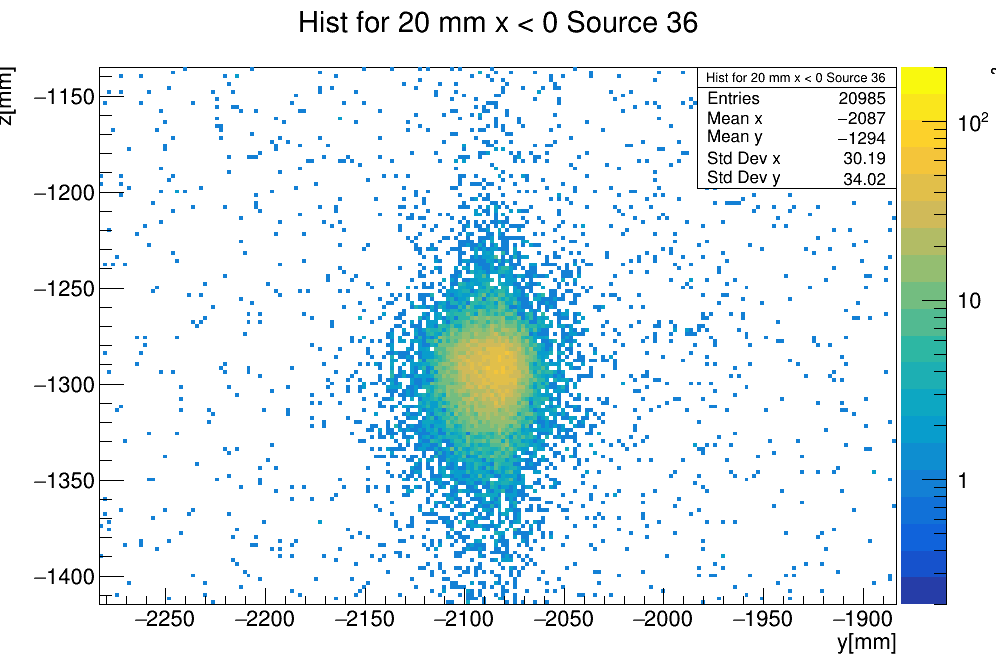 Hist for 20 mm x < 0 Source 36
z[mm]
Hist for 20 mm x < 0 Source 36
Entries 20985
Mean x −2087
Mean y −1294
Std Dev x 30.19
Std Dev y 34.02
−1150
−1200
−1250
−1300
−1350
−1400
10²
10
1
−2250 −2200 −2150 −2100 −2050 −2000 −1950 −1900
y[mm]